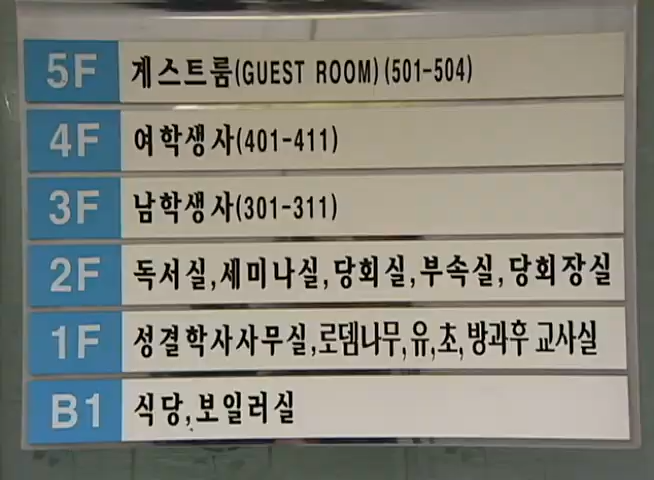 5F 게스트룸(GUEST ROOM)(501-504)
4F 여학생사(401-411)
3F 남학생사(301-311)
2F 독서실,세미나실,당회실,부속실,당회장실
1F 성결학사사무실,로뎀나무,유,초,방과후 교사실
B1 식당,보일러실